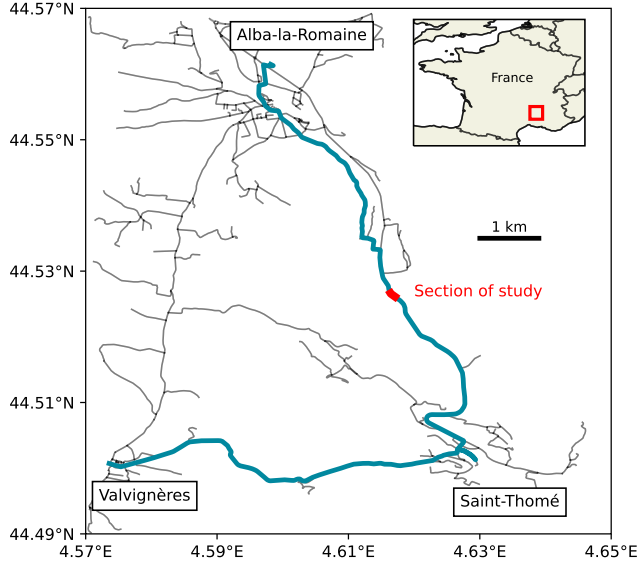 44.57°N
Alba-la-Romaine
France
44.55°N
1 km
44.53°N
Section of study
44.51°N
Valvignères
Saint-Thomé
44.49°N
4.57°E 4.59°E 4.61°E 4.63°E 4.65°E